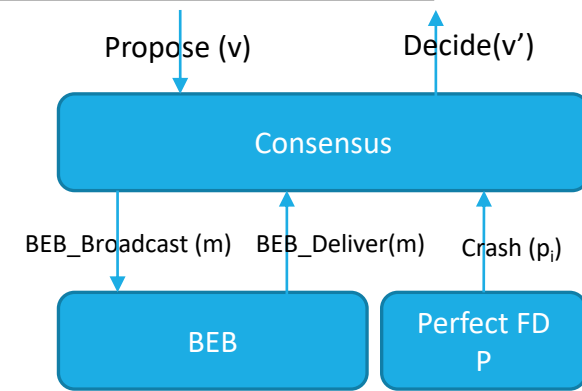 Propose (v)
Decide(v’)
Consensus
BEB_Broadcast (m)
BEB_Deliver(m)
Crash (pi)
BEB
Perfect FD
P